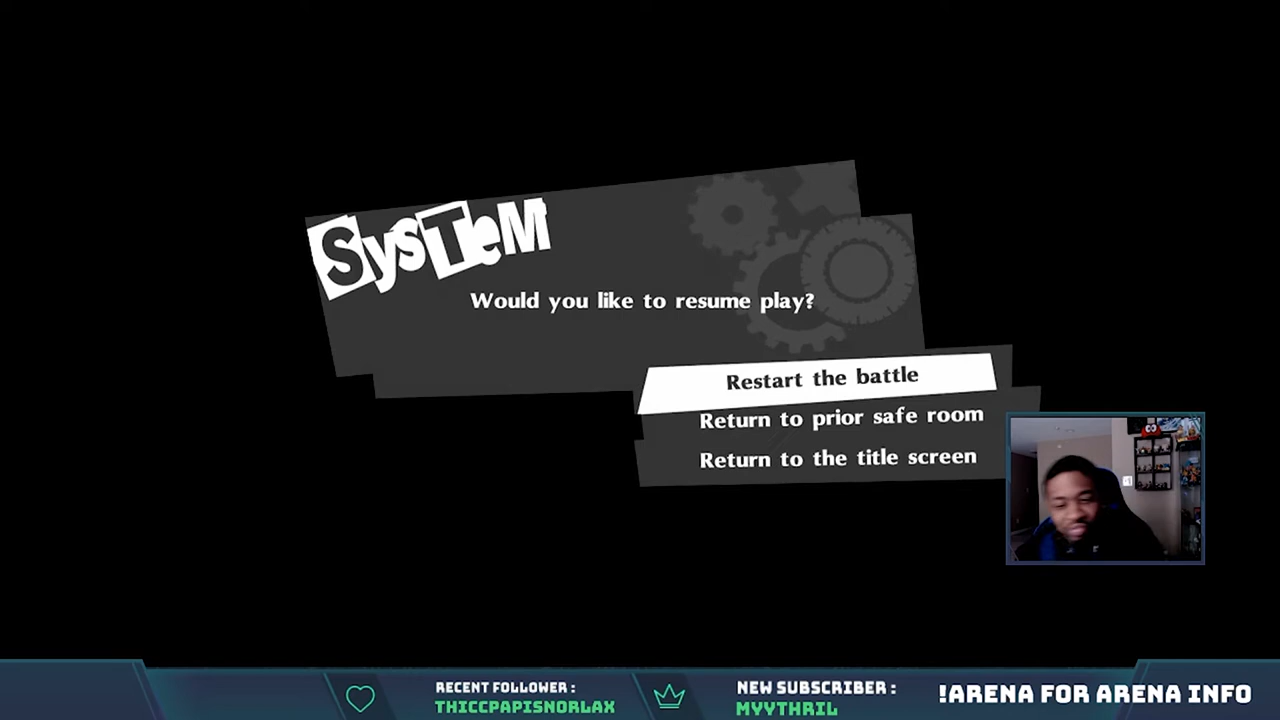 SysTeM
Would you like to resume play?
Restart the battle
Return to prior safe room
Return to the title screen
RECENT FOLLOWER :
THICCPAPISNORLAX
NEW SUBSCRIBER :
MYYTHRIL
!ARENA FOR ARENA INFO